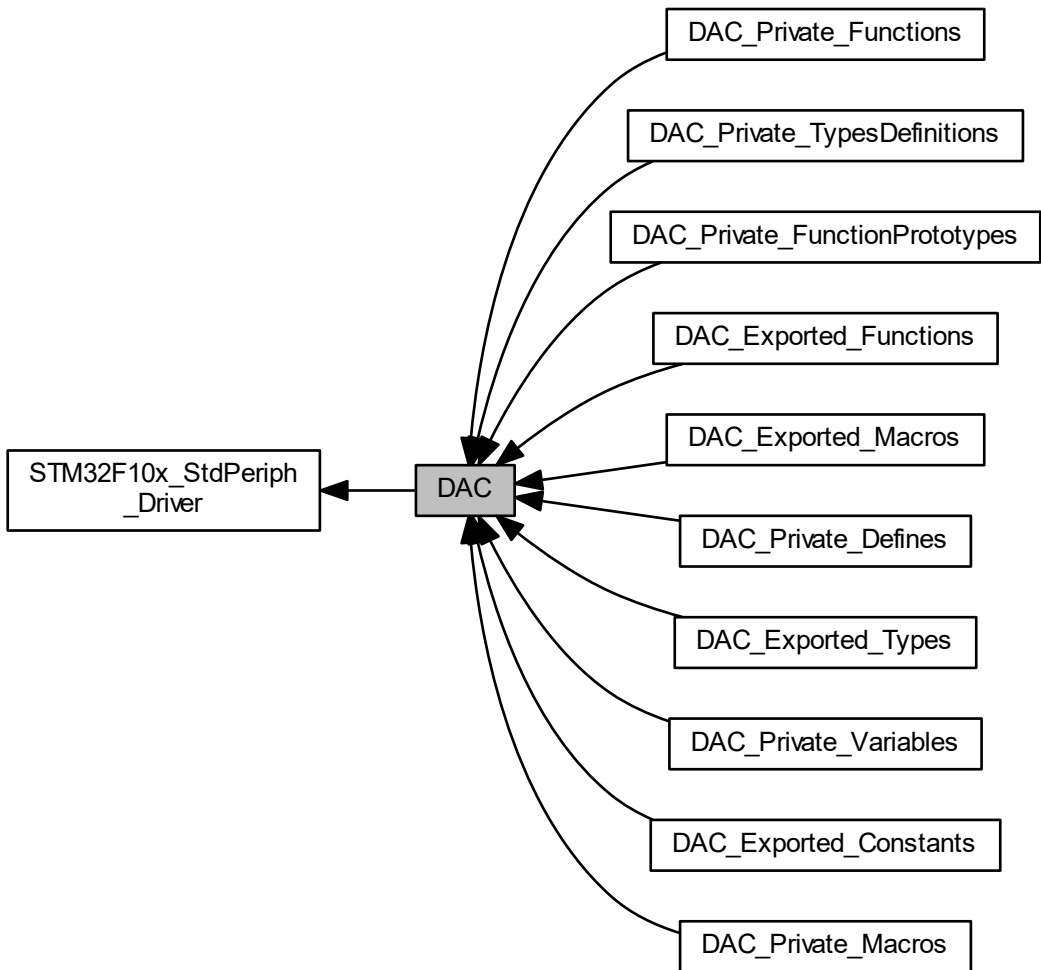 DAC_Private_Functions
DAC_Private_TypesDefinitions
DAC_Private_FunctionPrototypes
DAC_Exported_Functions
DAC_Exported_Macros
STM32F10x_StdPeriph
_Driver
DAC
DAC_Private_Defines
DAC_Exported_Types
DAC_Private_Variables
DAC_Exported_Constants
DAC_Private_Macros